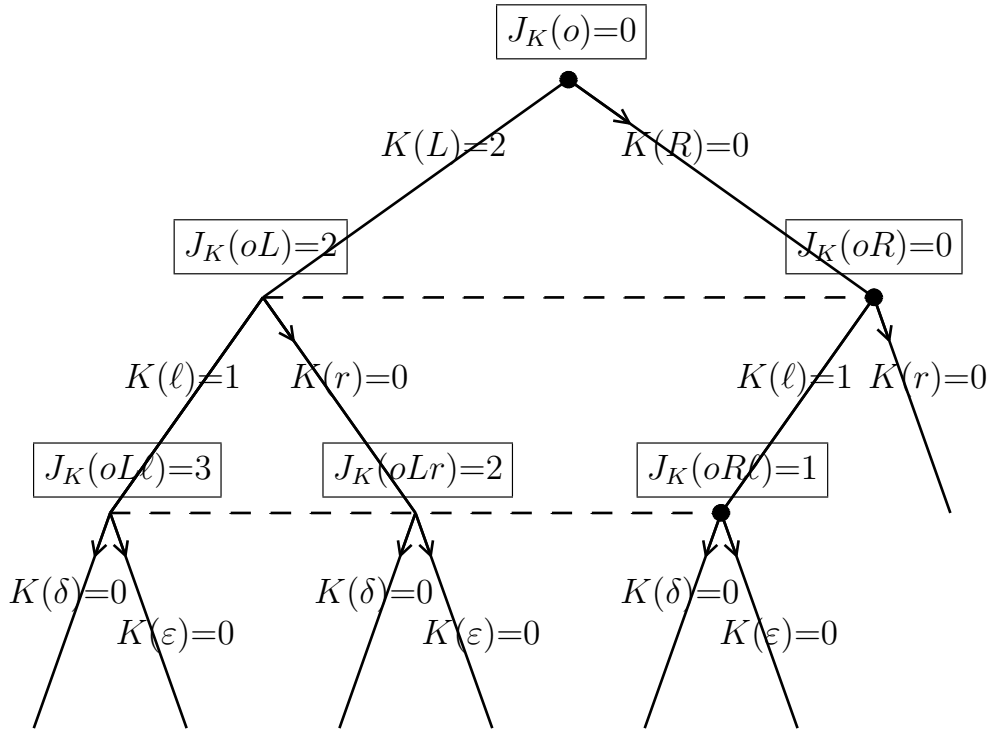 J_K(o)=0
K(L)=2
K(R)=0
J_K(oL)=2
J_K(oR)=0
K(ℓ)=1
K(r)=0
K(ℓ)=1
K(r)=0
J_K(oLℓ)=3
J_K(oLr)=2
J_K(oRℓ)=1
K(δ)=0
K(δ)=0
K(δ)=0
K(ε)=0
K(ε)=0
K(ε)=0